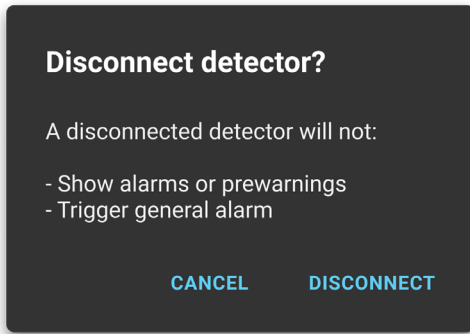 Disconnect detector?
A disconnected detector will not:
- Show alarms or prewarnings
- Trigger general alarm
CANCEL DISCONNECT